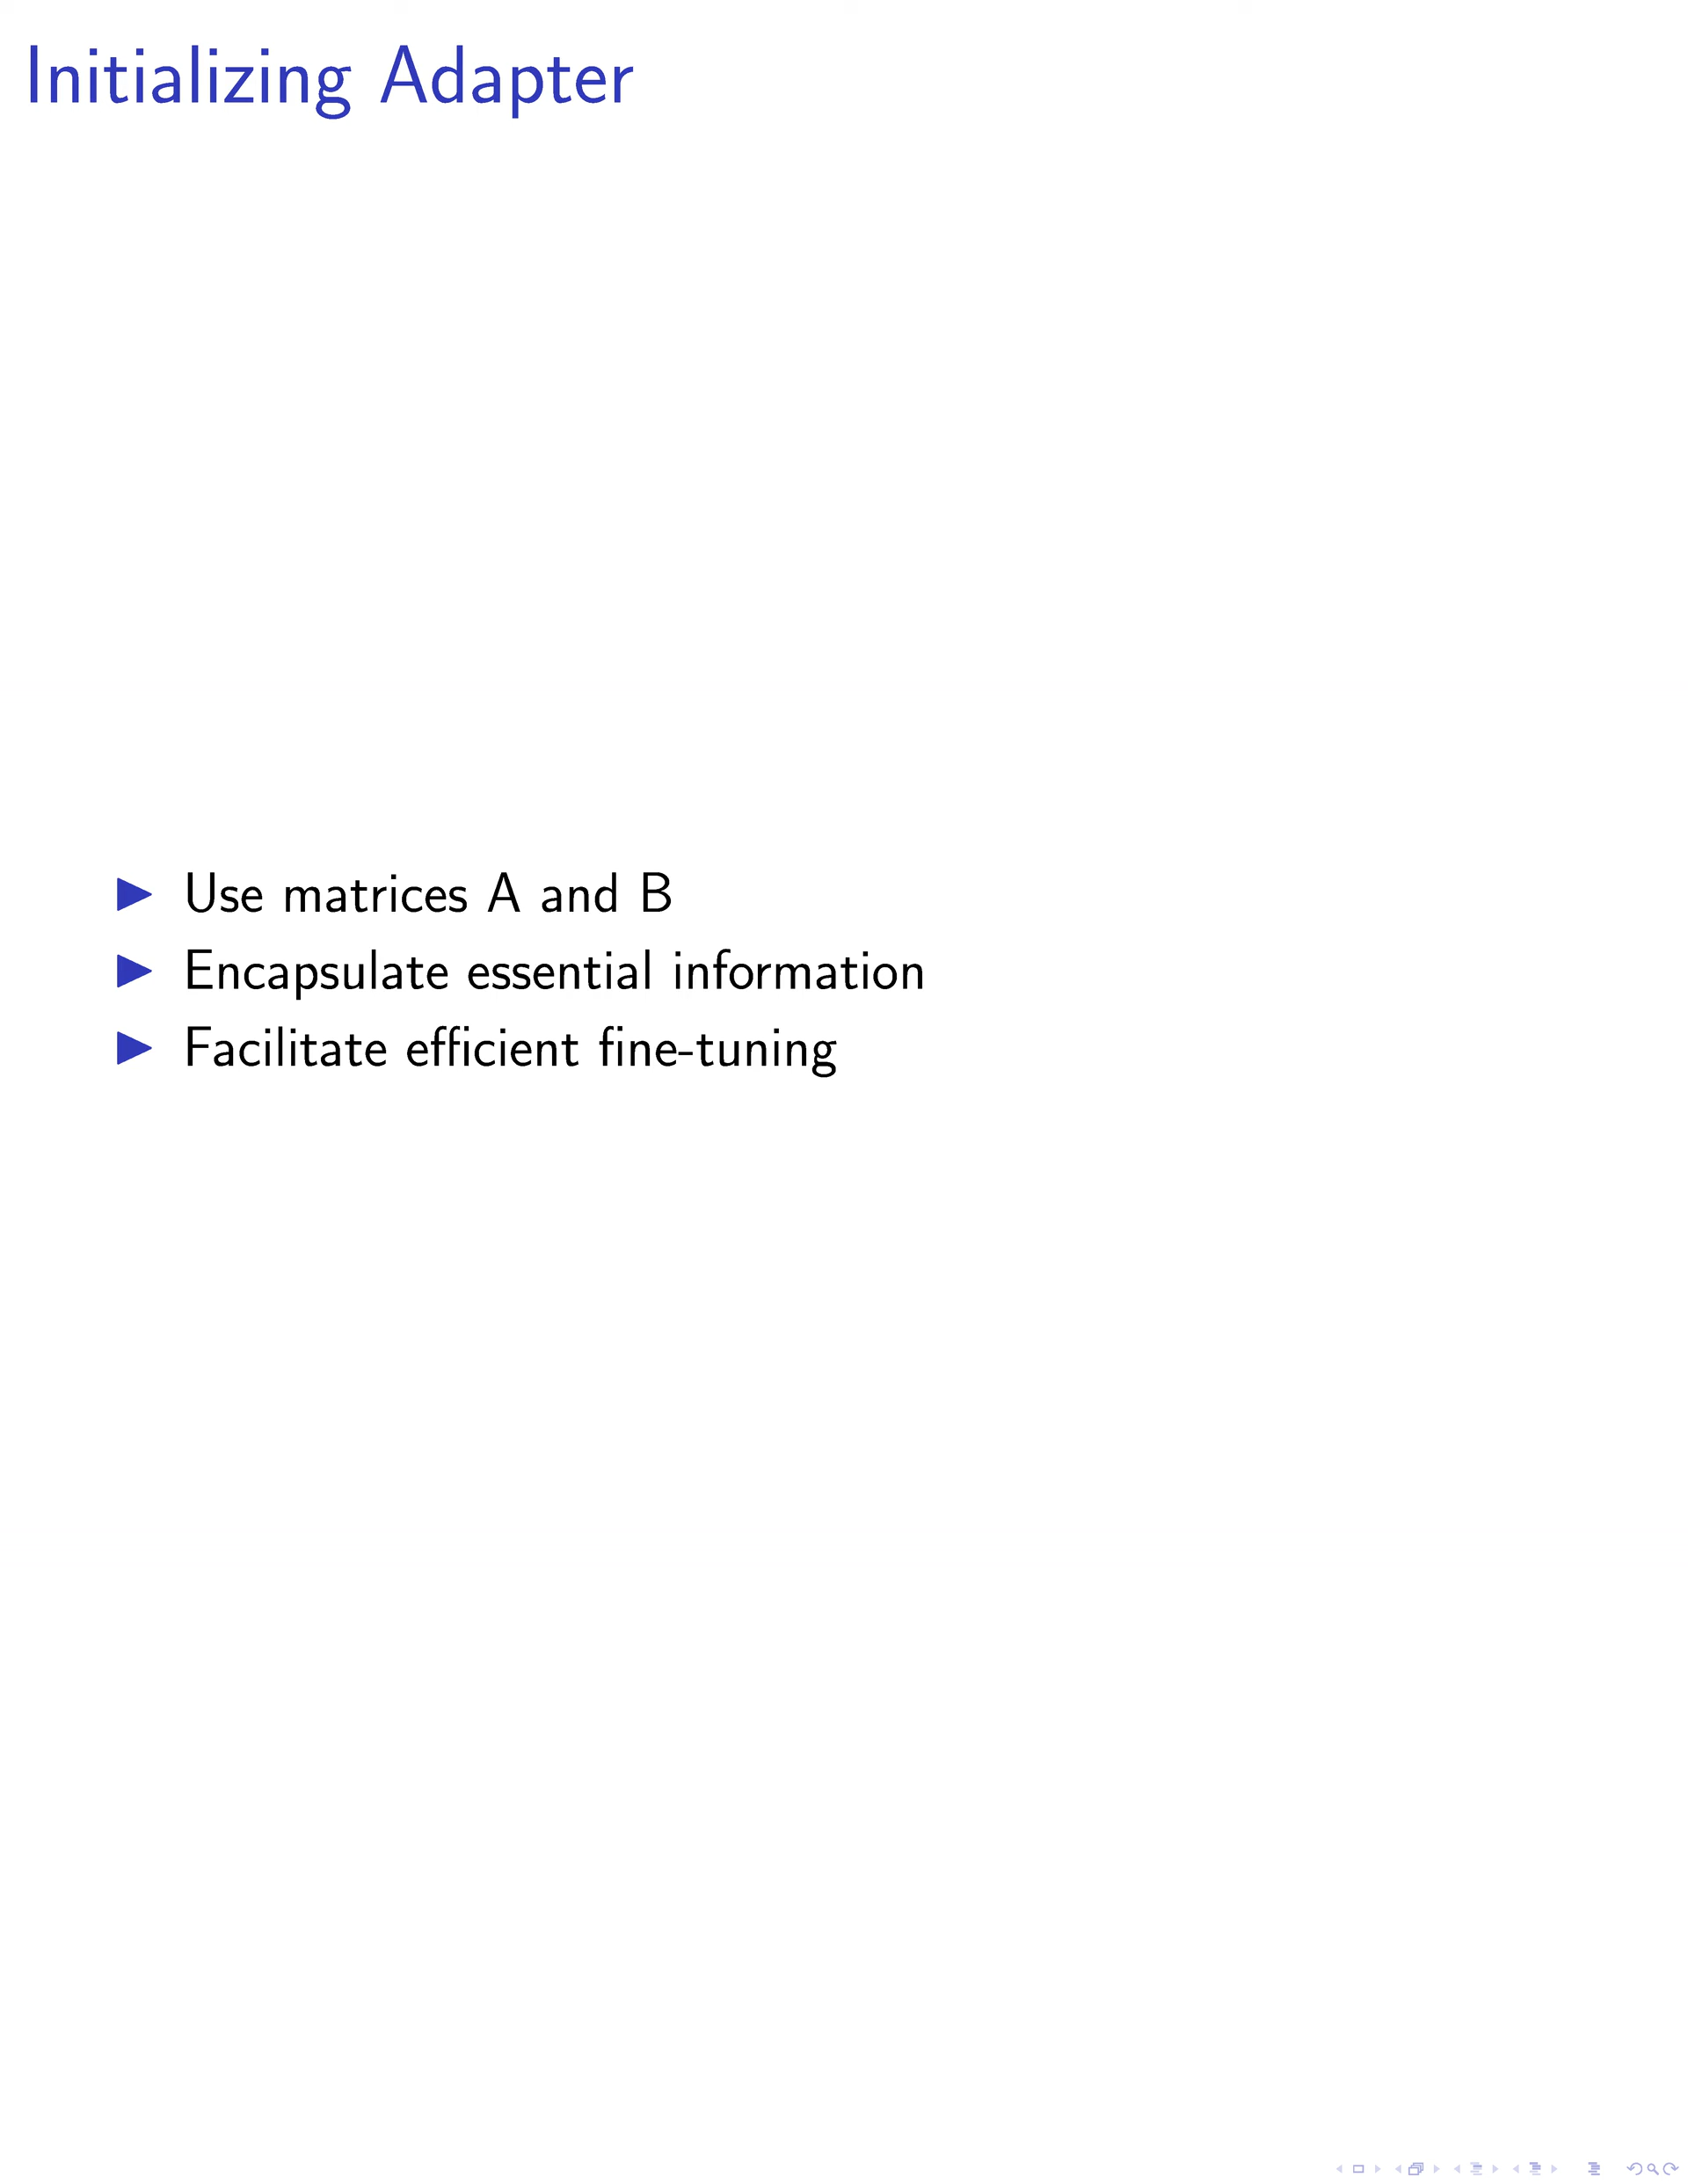 Initializing Adapter
Use matrices A and B
Encapsulate essential information
Facilitate efficient fine-tuning